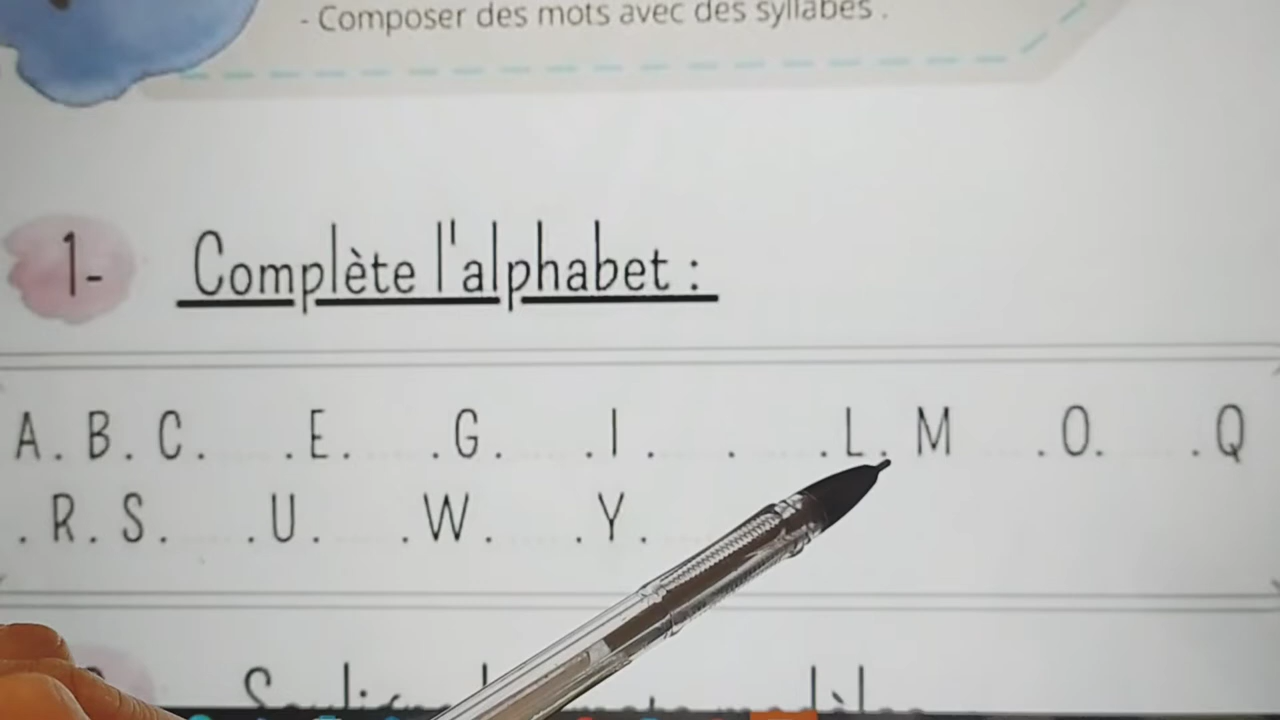 - Composer des mots avec des syllabes .
1- Complète l'alphabet :
A . B . C . . E . . G . . I . . . L . M . O . . Q
. R . S . . U . . W . . Y .